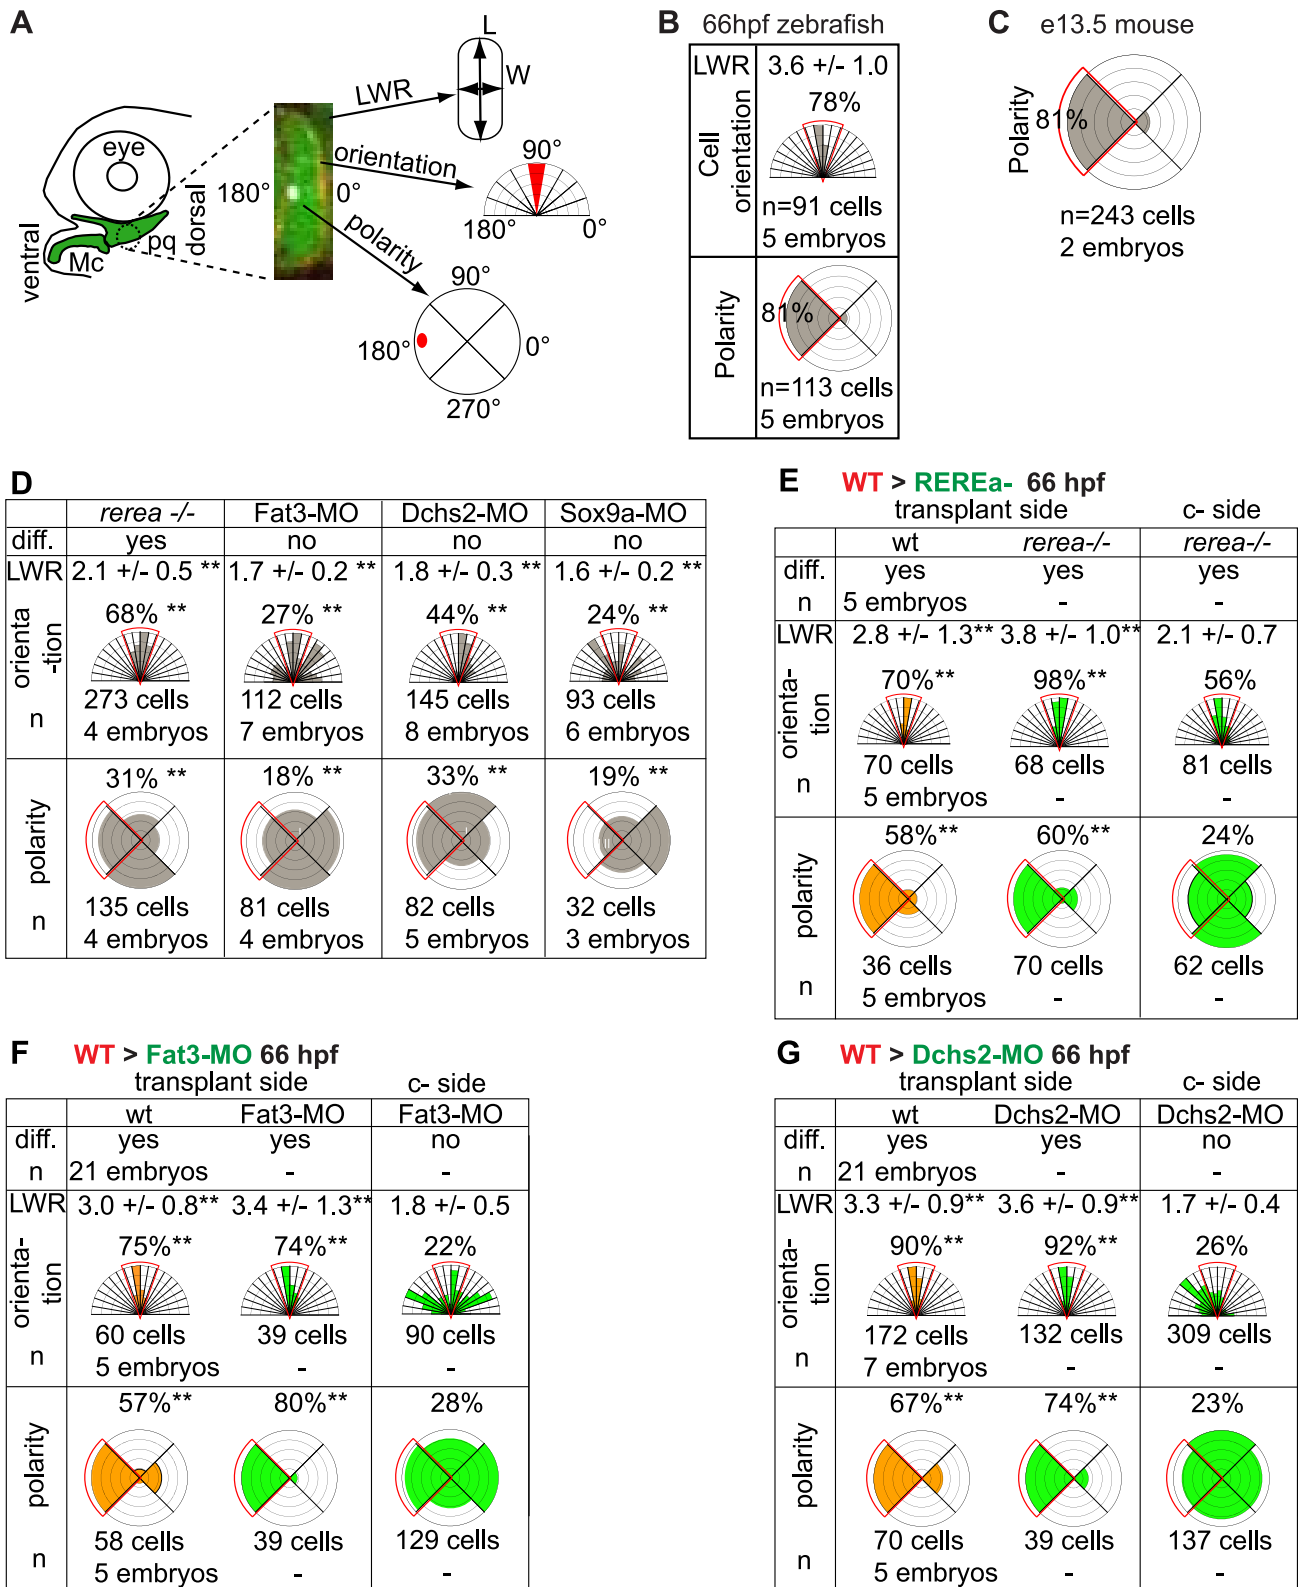 A
L
W
LWR
eye
orientation
90°
180°
0°
180°
0°
polarity
ventral
Mc
pq
dorsal
90°
180°
0°
270°
B 66hpf zebrafish
LWR 3.6 +/- 1.0
Cell orientation
78%
n=91 cells
5 embryos
Polarity
81%
n=113 cells
5 embryos
C e13.5 mouse
Polarity
81%
n=243 cells
2 embryos
D
rerea -/- Fat3-MO Dchs2-MO Sox9a-MO
diff. yes no no no
LWR 2.1 +/- 0.5 ** 1.7 +/- 0.2 ** 1.8 +/- 0.3 ** 1.6 +/- 0.2 **
orienta
-tion
68% ** 27% ** 44% ** 24% **
273 cells 112 cells 145 cells 93 cells
n
4 embryos 7 embryos 8 embryos 6 embryos
polarity
31% ** 18% ** 33% ** 19% **
135 cells 81 cells 82 cells 32 cells
n
4 embryos 4 embryos 5 embryos 3 embryos
E WT > REREa- 66 hpf
transplant side c- side
wt rerea-/- rerea-/-
diff. yes yes yes
n 5 embryos - -
LWR 2.8 +/- 1.3** 3.8 +/- 1.0** 2.1 +/- 0.7
orienta-
tion
70%** 98%** 56%
70 cells 68 cells 81 cells
n
5 embryos - -
polarity
58%** 60%** 24%
36 cells 70 cells 62 cells
n
5 embryos - -
F WT > Fat3-MO 66 hpf
transplant side c- side
wt Fat3-MO Fat3-MO
diff. yes yes no
n 21 embryos - -
LWR 3.0 +/- 0.8** 3.4 +/- 1.3** 1.8 +/- 0.5
orienta-
tion
75%** 74%** 22%
60 cells 39 cells 90 cells
n
5 embryos - -
polarity
57%** 80%** 28%
58 cells 39 cells 129 cells
n
5 embryos - -
G WT > Dchs2-MO 66 hpf
transplant side c- side
wt Dchs2-MO Dchs2-MO
diff. yes yes no
n 21 embryos - -
LWR 3.3 +/- 0.9** 3.6 +/- 0.9** 1.7 +/- 0.4
orienta-
tion
90%** 92%** 26%
172 cells 132 cells 309 cells
n
7 embryos - -
polarity
67%** 74%** 23%
70 cells 39 cells 137 cells
n
5 embryos - -